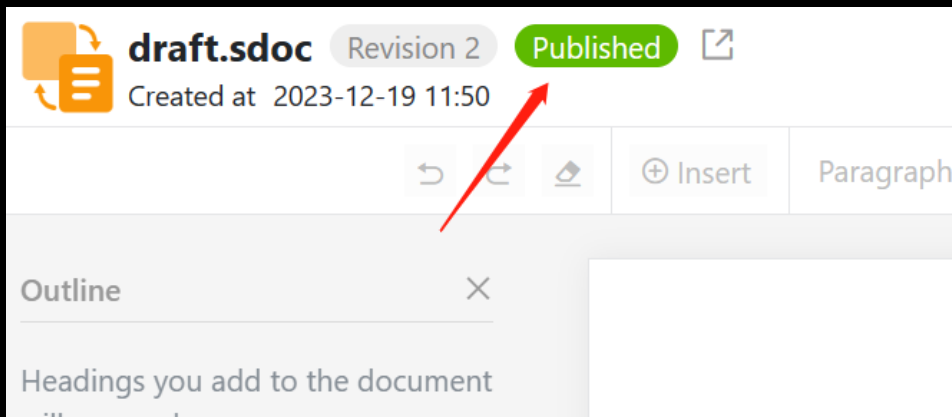 draft.sdoc Revision 2 Published
Created at 2023-12-19 11:50
Insert Paragraph
Outline
Headings you add to the document